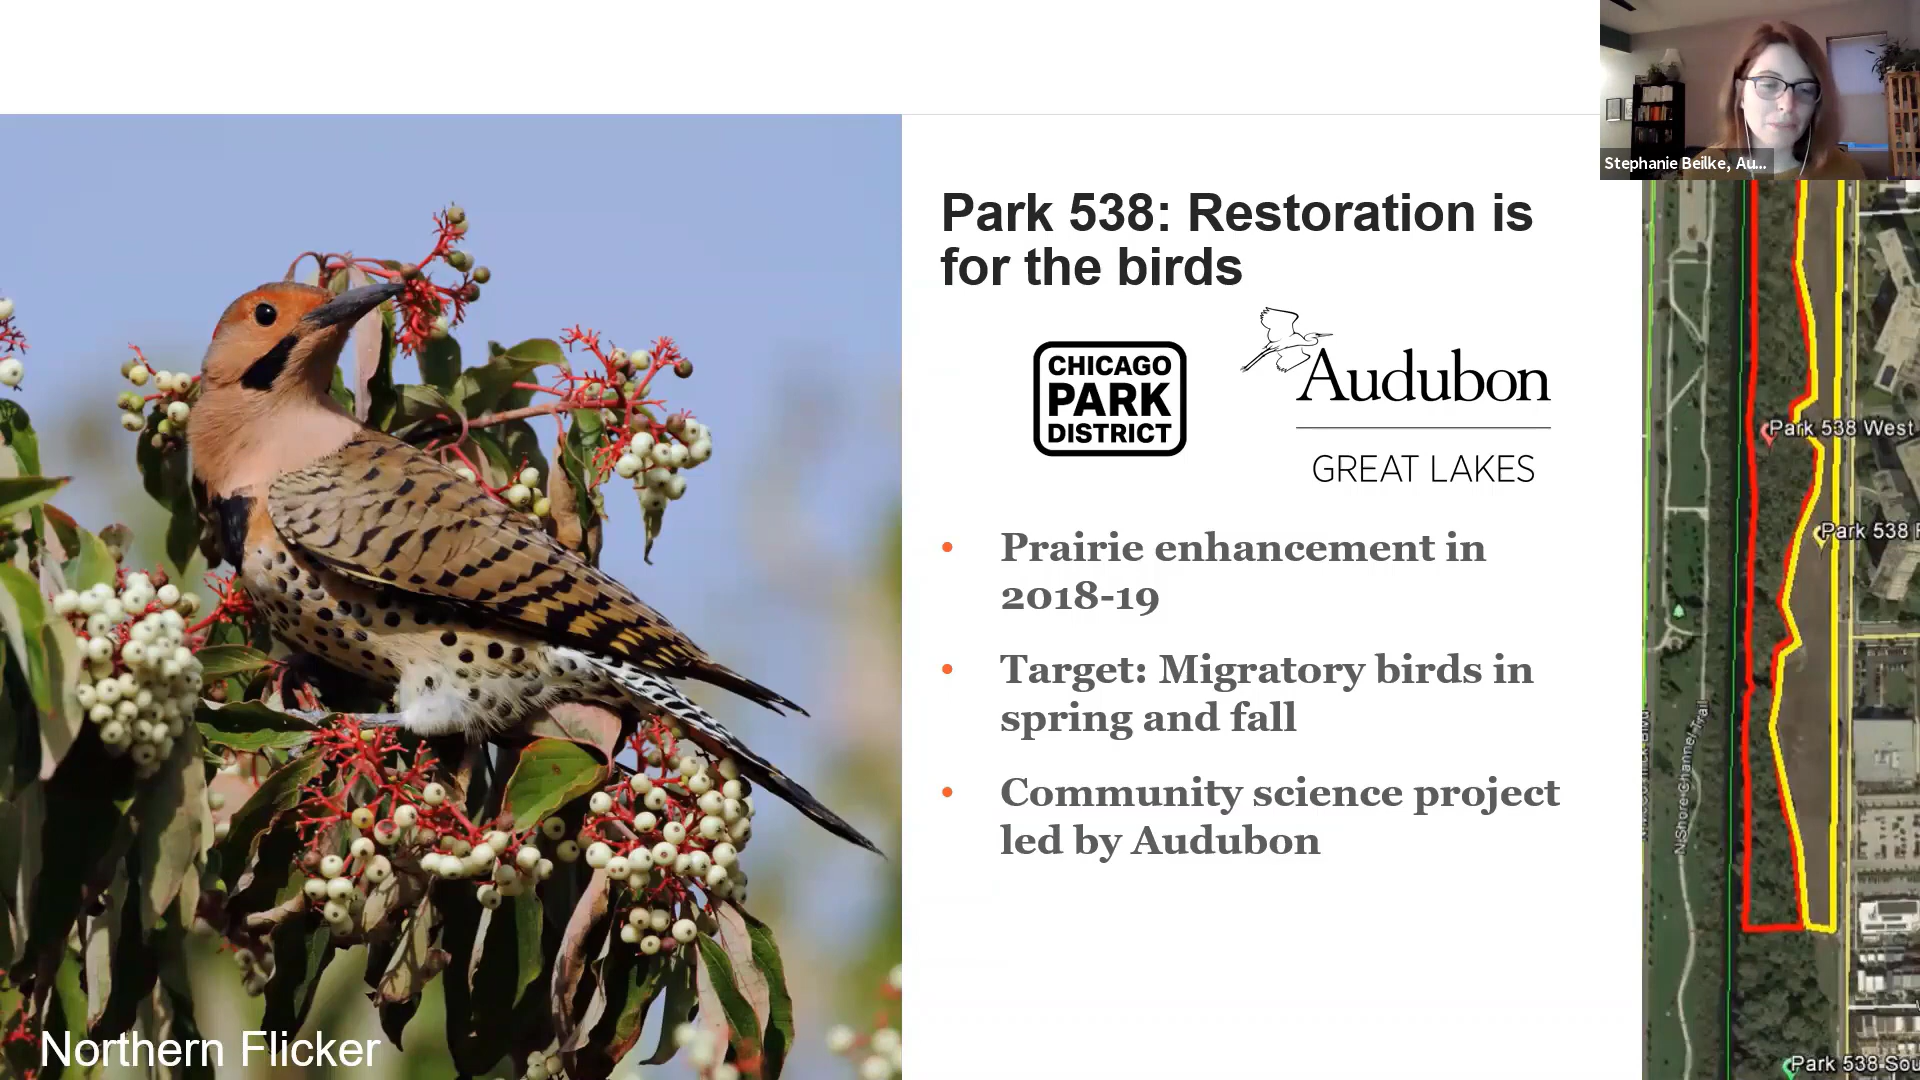 Stephanie Beilke, Au...
Park 538: Restoration is
for the birds
CHICAGO
PARK
DISTRICT
Audubon
GREAT LAKES
• Prairie enhancement in
2018-19
• Target: Migratory birds in
spring and fall
• Community science project
led by Audubon
Northern Flicker
Park 538 West
Park 538
N Shore Channel Trail
Park 538 Sou